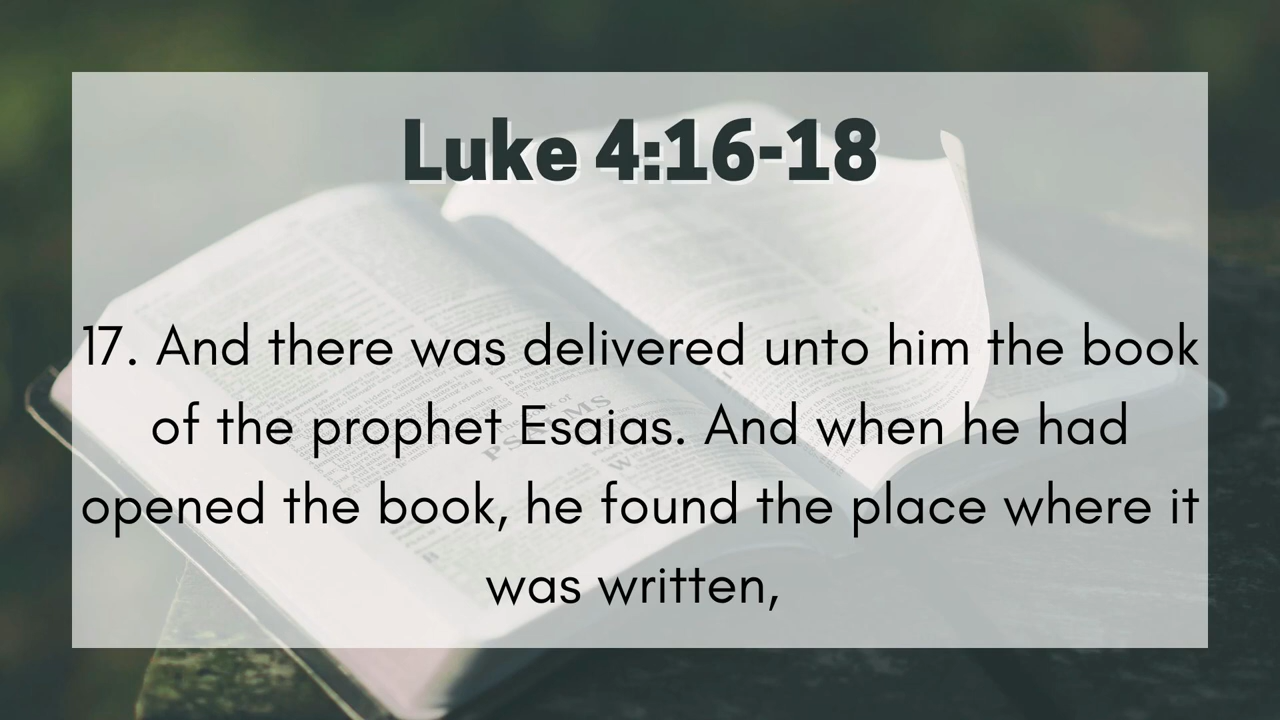 Luke 4:16-18
17. And there was delivered unto him the book
of the prophet Esaias. And when he had
opened the book, he found the place where it
was written,
PSALMS